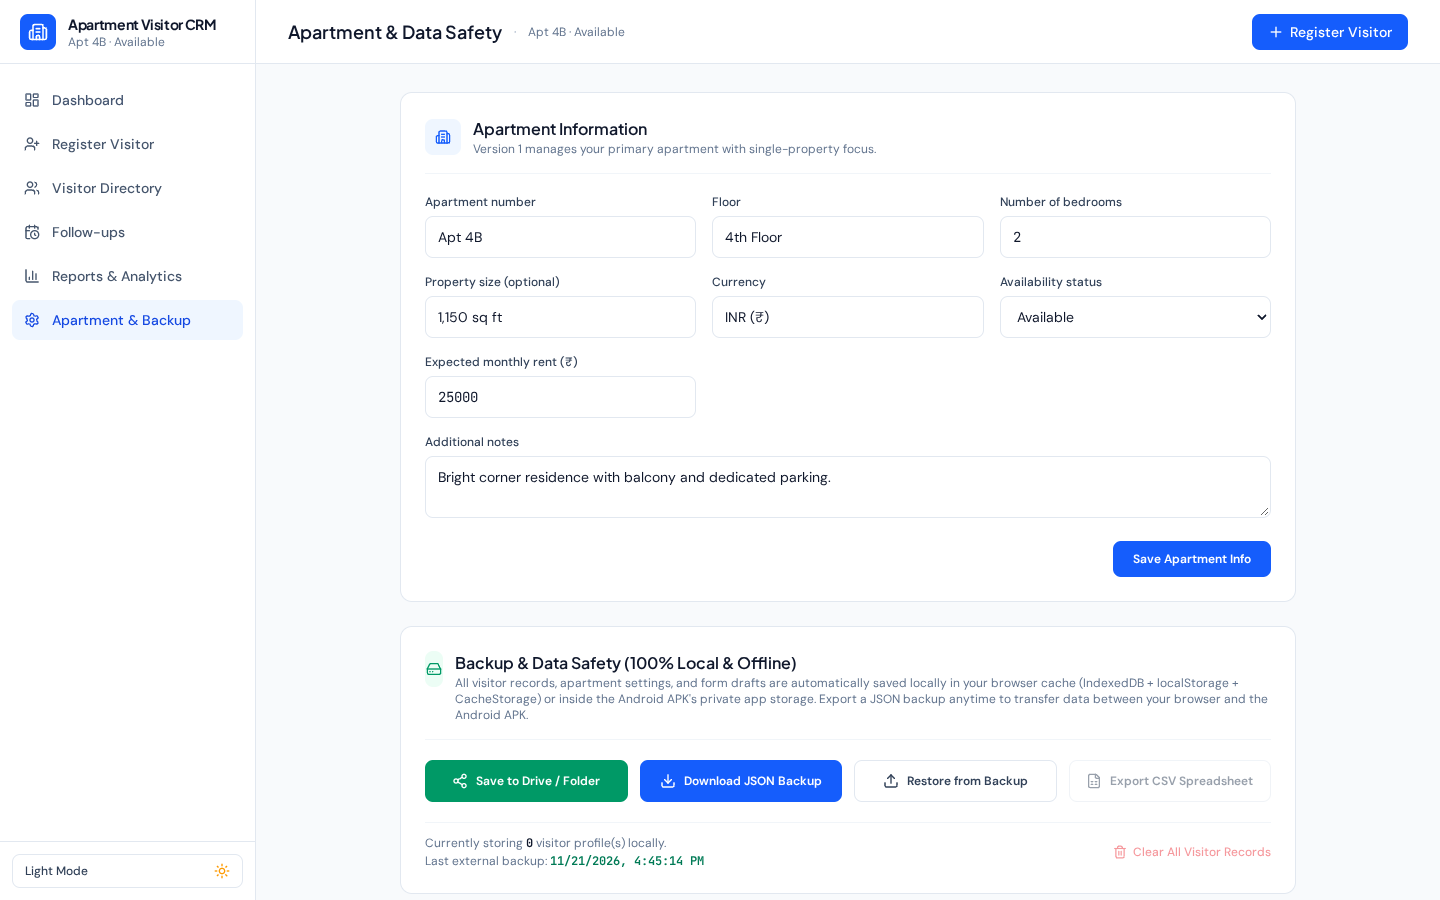 Apartment Visitor CRM
Apt 4B · Available
Dashboard
Register Visitor
Visitor Directory
Follow-ups
Reports & Analytics
Apartment & Backup
Light Mode
Apartment & Data Safety · Apt 4B · Available
Register Visitor
Apartment Information
Version 1 manages your primary apartment with single-property focus.
Apartment number
Floor
Number of bedrooms
Apt 4B
4th Floor
2
Property size (optional)
Currency
Availability status
1,150 sq ft
INR (₹)
Available
Expected monthly rent (₹)
25000
Additional notes
Bright corner residence with balcony and dedicated parking.
Save Apartment Info
Backup & Data Safety (100% Local & Offline)
All visitor records, apartment settings, and form drafts are automatically saved locally in your browser cache (IndexedDB + localStorage +
CacheStorage) or inside the Android APK's private app storage. Export a JSON backup anytime to transfer data between your browser and the
Android APK.
Save to Drive / Folder
Download JSON Backup
Restore from Backup
Export CSV Spreadsheet
Currently storing 0 visitor profile(s) locally.
Last external backup: 11/21/2026, 4:45:14 PM
Clear All Visitor Records